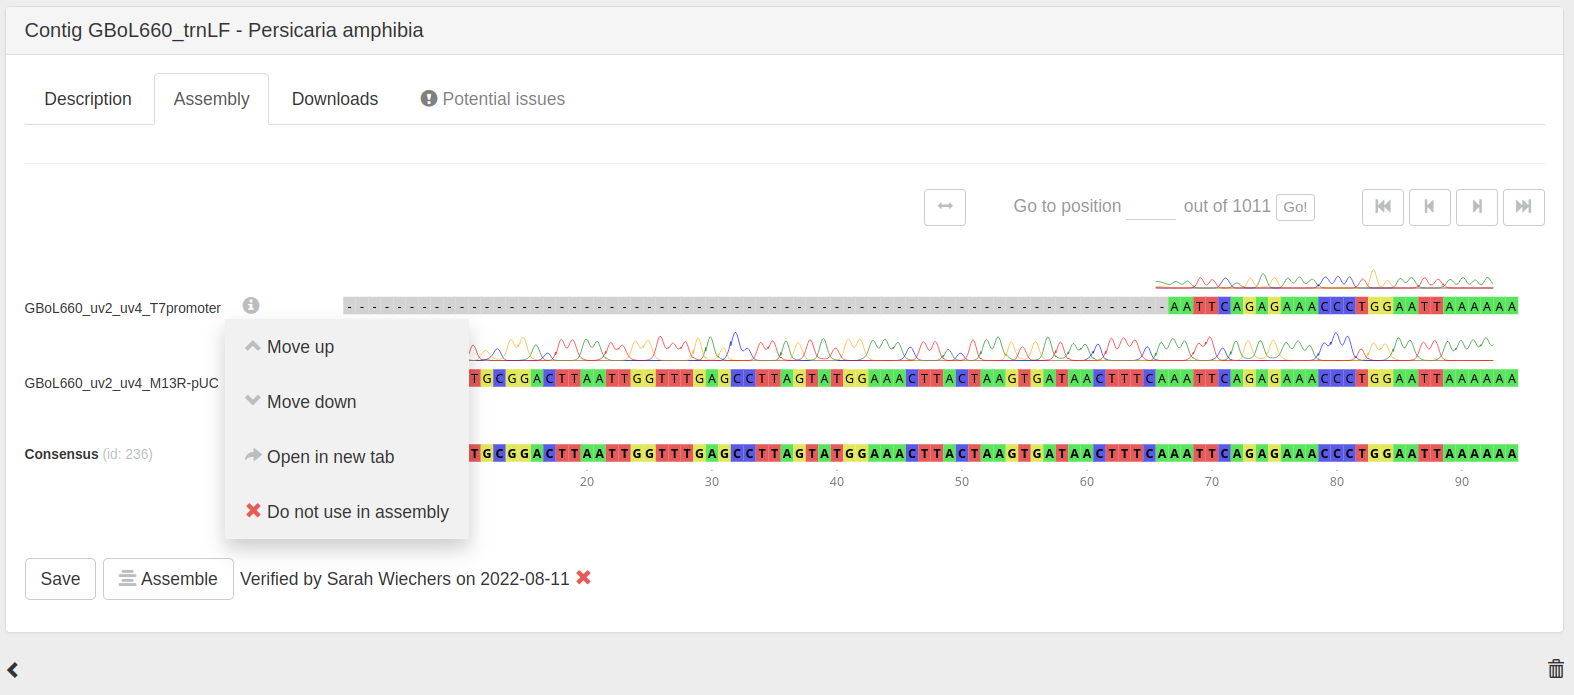 Contig GBoL660_trnLF - Persicaria amphibia
Description Assembly Downloads Potential issues
Go to position out of 1011 Go!
GBoL660_uv2_uv4_T7promoter ------------------------------------------------------------------AATTCAGAGAAACCCTGGAATTAAAAAA
Move up
GBoL660_uv2_uv4_M13R-pUC TGCGGACTTAATTGGTTTGAGCCTTAGTATGGAAACTTACTAAGTGATAACTTTCAAATTCAGAGAAACCCTGGAATTAAAAAA
Move down
Consensus (id: 236) TGCGGACTTAATTGGTTTGAGCCTTAGTATGGAAACTTACTAAGTGATAACTTTCAAATTCAGAGAAACCCTGGAATTAAAAAA
Open in new tab
20 30 40 50 60 70 80 90
Do not use in assembly
Save Assemble Verified by Sarah Wiechers on 2022-08-11